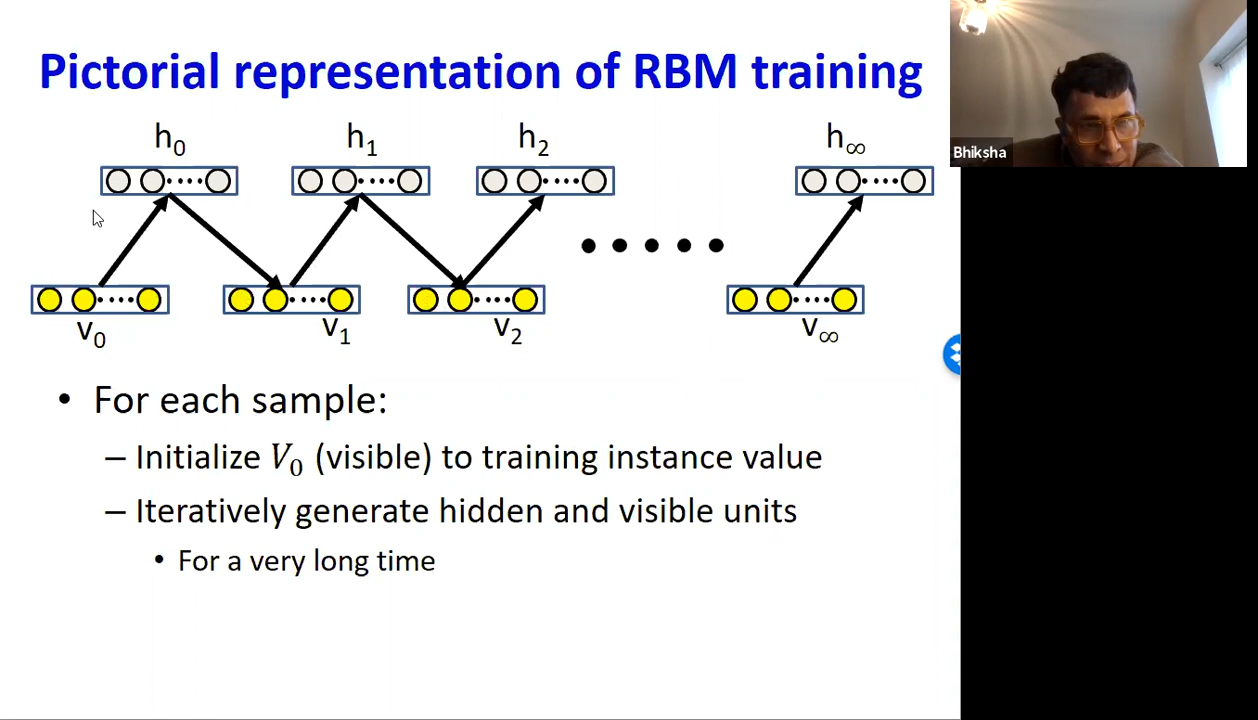 Pictorial representation of RBM training
h0 h1 h2 h∞
Bhiksha
v0 v1 v2 v∞
• For each sample:
– Initialize V0 (visible) to training instance value
– Iteratively generate hidden and visible units
• For a very long time